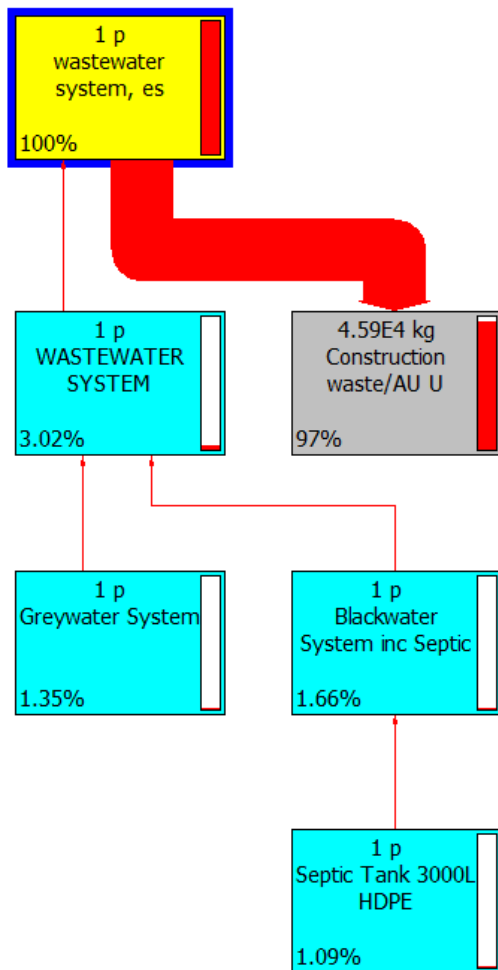 1 p
wastewater
system, es
100%
1 p
WASTEWATER
SYSTEM
3.02%
4.59E4 kg
Construction
waste/AU U
97%
1 p
Greywater System
1.35%
1 p
Blackwater
System inc Septic
1.66%
1 p
Septic Tank 3000L
HDPE
1.09%